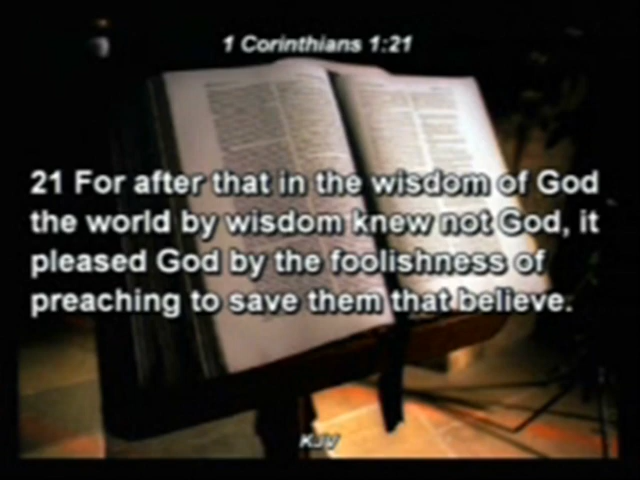 1 Corinthians 1:21
21 For after that in the wisdom of God
the world by wisdom knew not God, it
pleased God by the foolishness of
preaching to save them that believe.
KJV